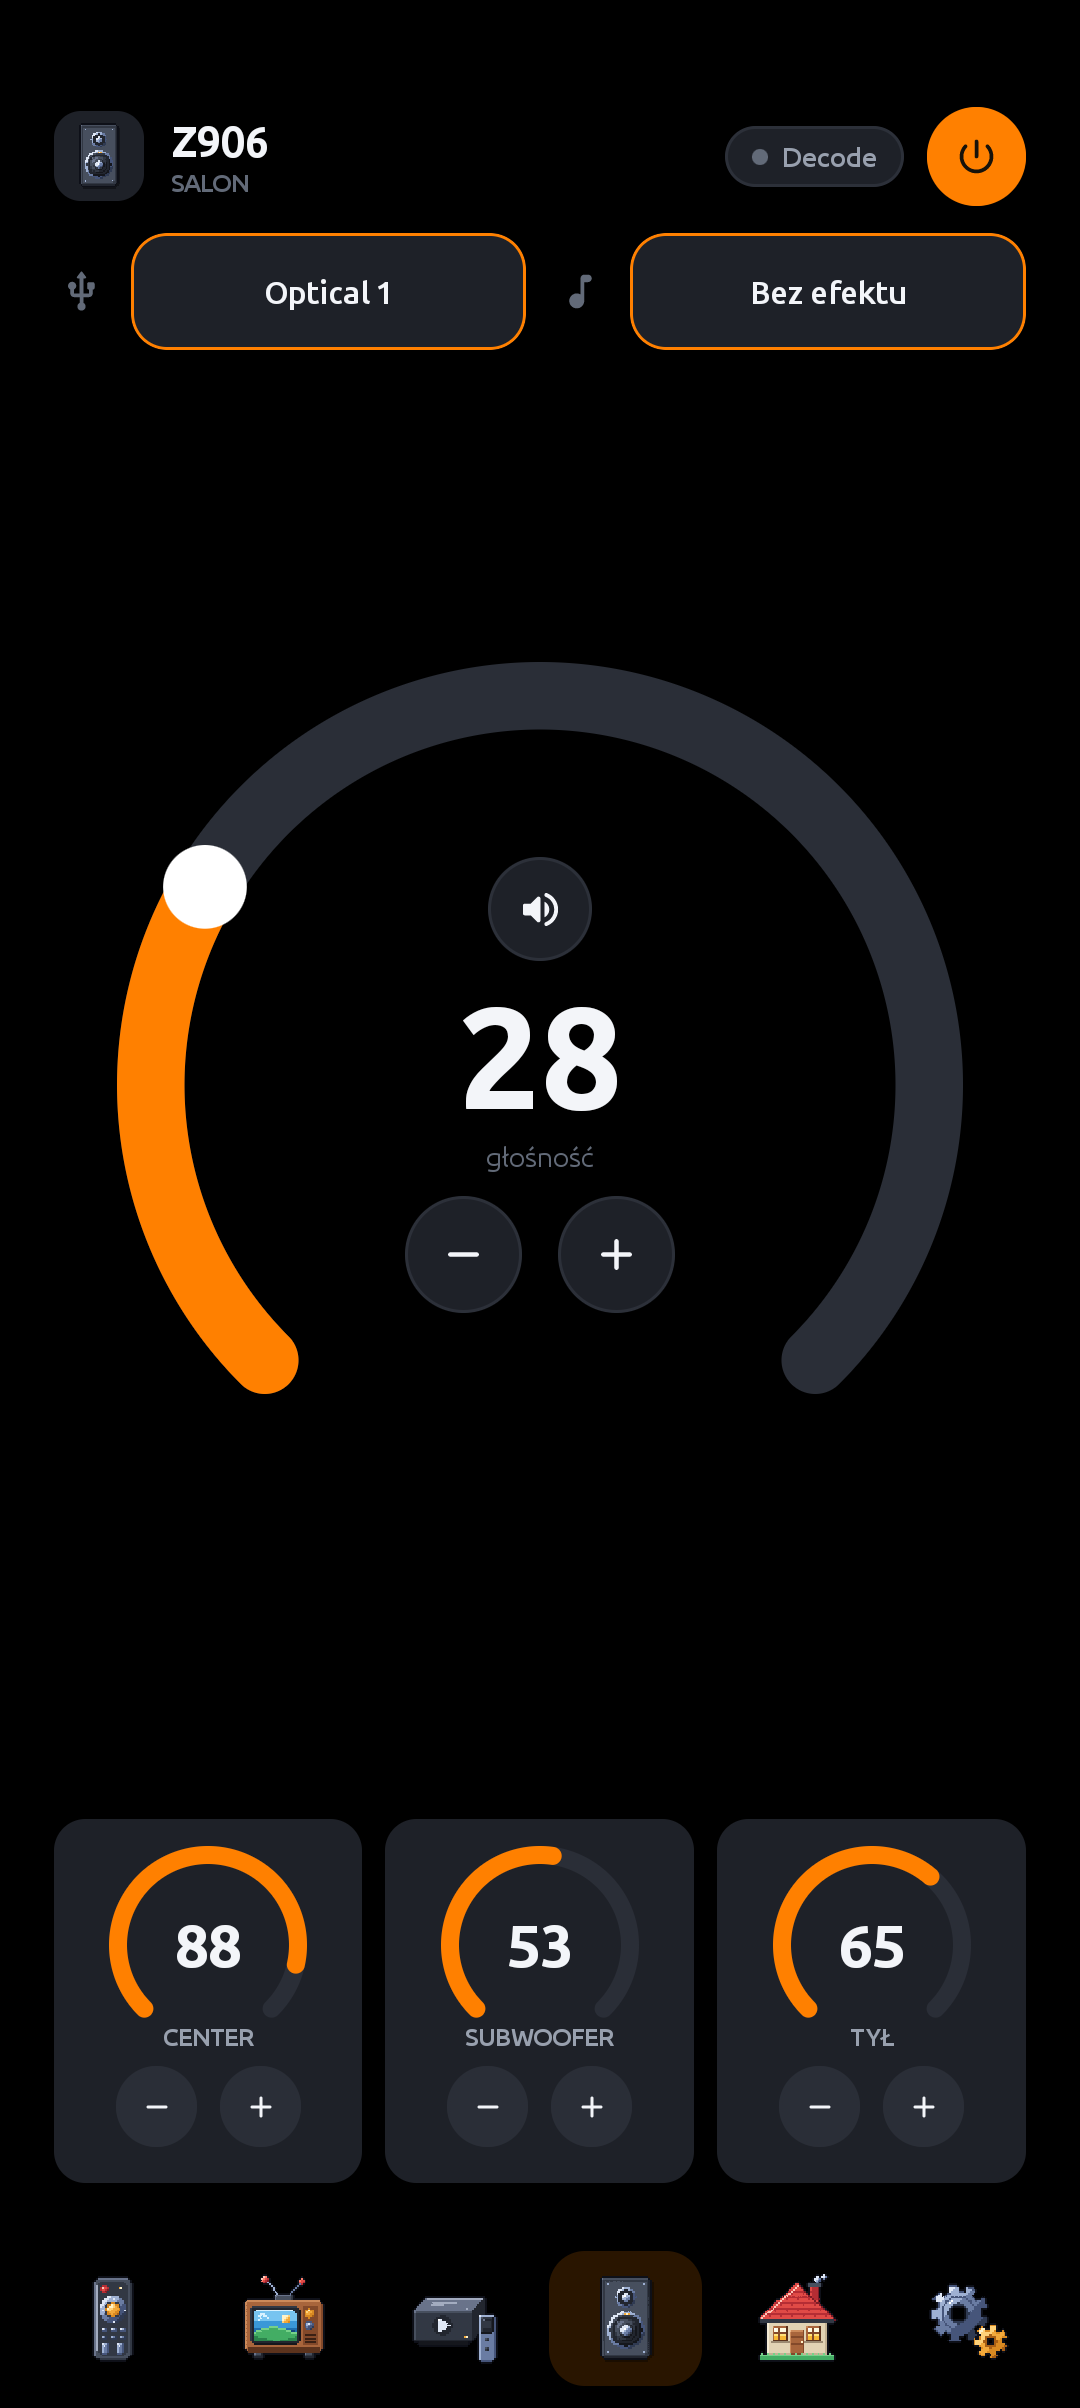 Z906
SALON
Decode
Optical 1
Bez efektu
28
głośność
88
53
65
CENTER
SUBWOOFER
TYŁ